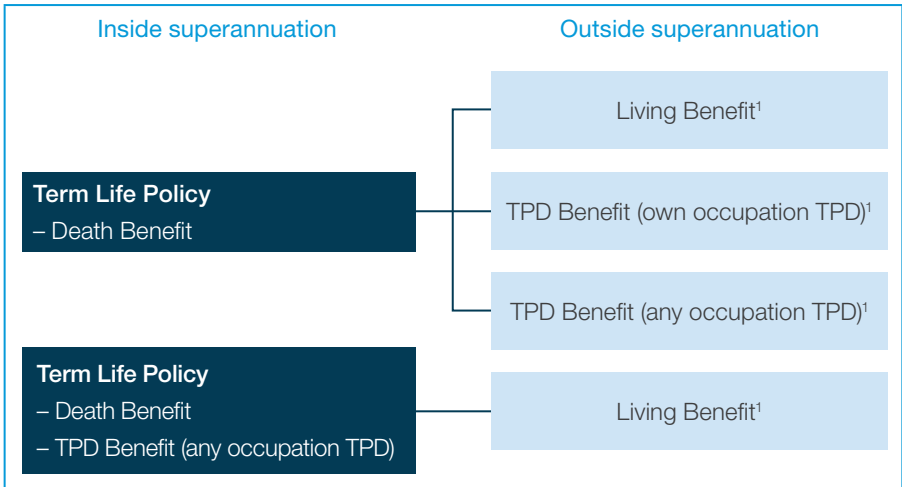 Inside superannuation
Outside superannuation
Living Benefit¹
Term Life Policy
– Death Benefit
TPD Benefit (own occupation TPD)¹
TPD Benefit (any occupation TPD)¹
Term Life Policy
– Death Benefit
– TPD Benefit (any occupation TPD)
Living Benefit¹